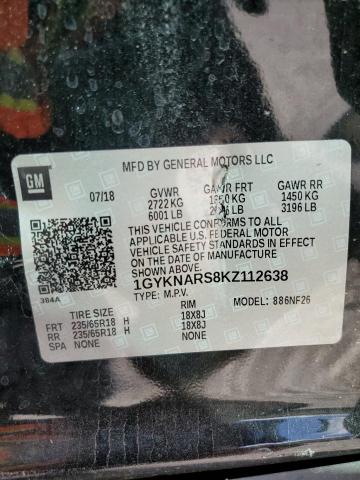 MFD BY GENERAL MOTORS LLC
GM
07/18
GVWR GAWR FRT GAWR RR
2722 KG KG 1450 KG
6001 LB LB 3196 LB
THIS VEHICLE CONFORMS TO ALL APPLICABLE
U.S. FEDERAL MOTOR
VEHICLE SAFETY STANDARDS IN EFFECT ON THE DATE OF
MANUFACTURE SHOWN ABOVE.
1GYKNARS8KZ112638
384A
TYPE: M.P.V. MODEL: 886NF26
TIRE SIZE RIM
FRT 235/65R18 H 18X8J
RR 235/65R18 H 18X8J
SPA NONE NONE